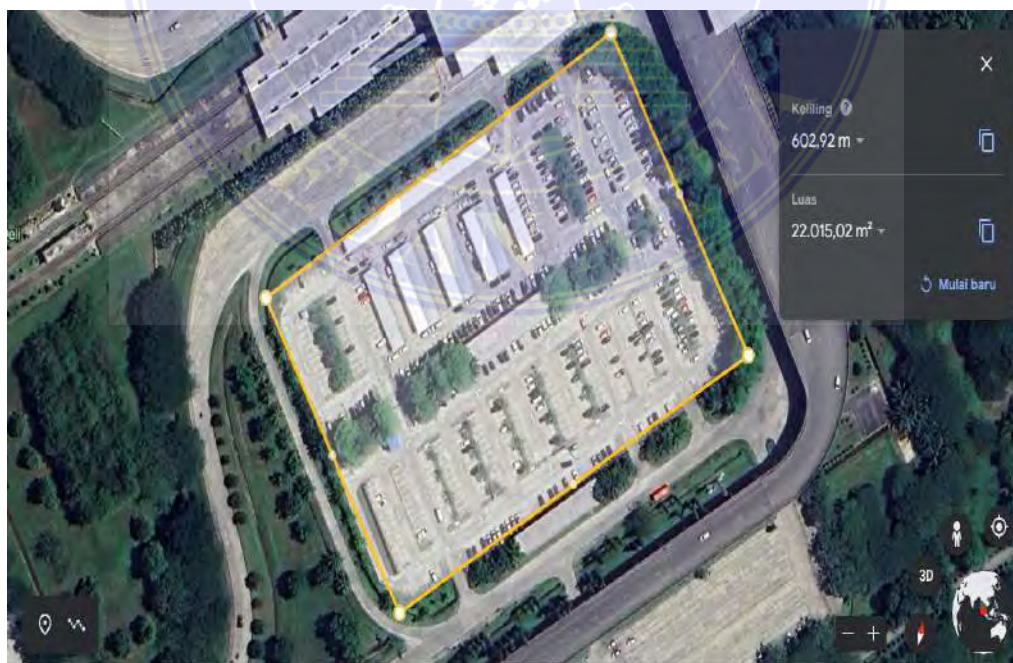 Keliling
602,92 m
Luas
22.015,02 m²
Mulai baru
3D